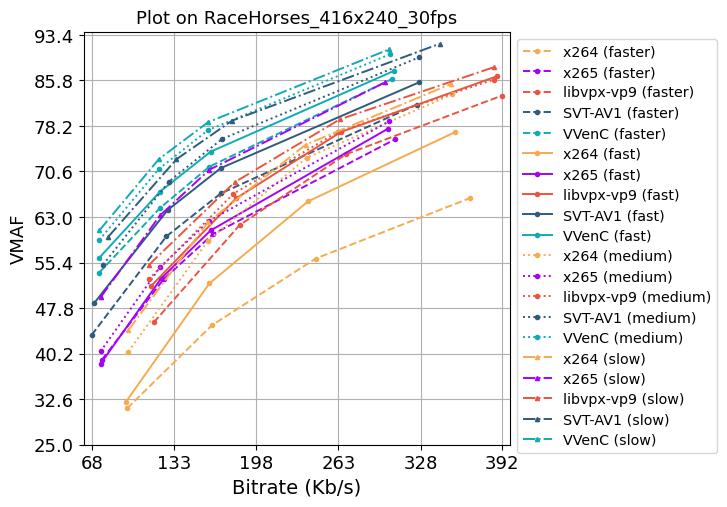 Plot on RaceHorses_416x240_30fps
93.4
85.8
78.2
70.6
63.0
55.4
47.8
40.2
32.6
25.0
VMAF
68 133 198 263 328 392
Bitrate (Kb/s)
x264 (faster)
x265 (faster)
libvpx-vp9 (faster)
SVT-AV1 (faster)
VVenC (faster)
x264 (fast)
x265 (fast)
libvpx-vp9 (fast)
SVT-AV1 (fast)
VVenC (fast)
x264 (medium)
x265 (medium)
libvpx-vp9 (medium)
SVT-AV1 (medium)
VVenC (medium)
x264 (slow)
x265 (slow)
libvpx-vp9 (slow)
SVT-AV1 (slow)
VVenC (slow)